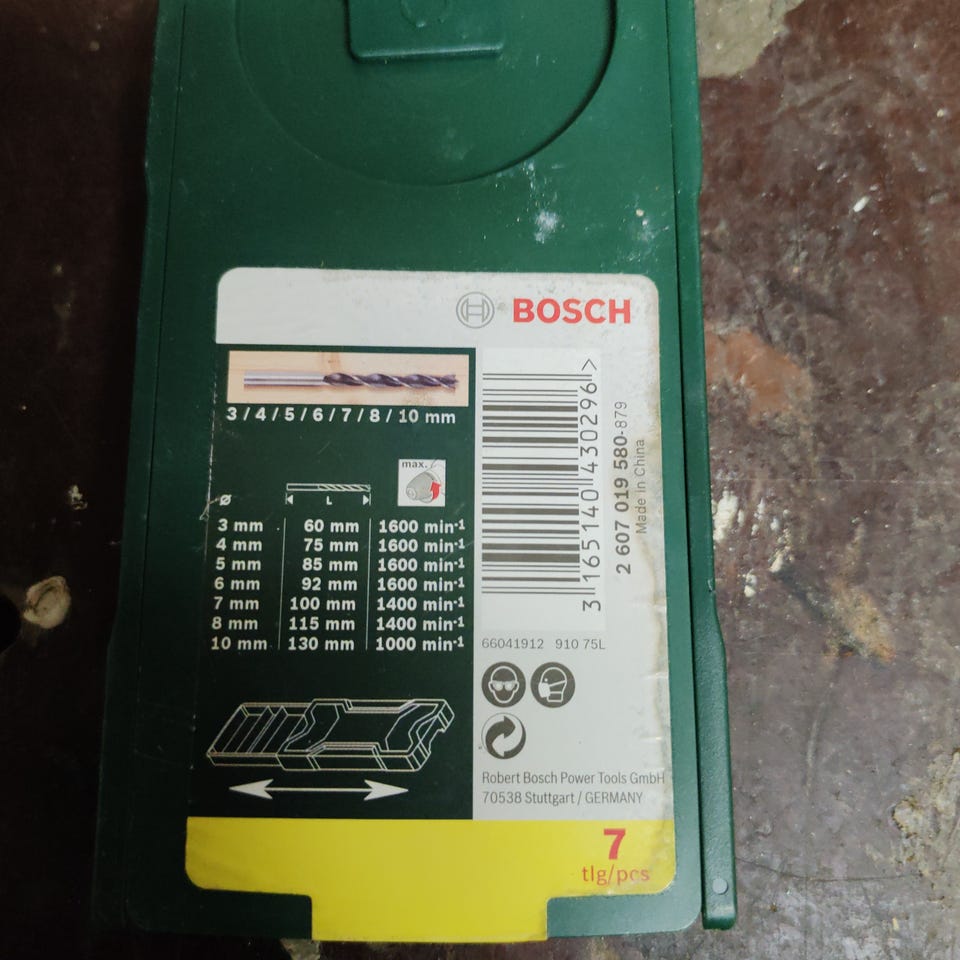 BOSCH
3 / 4 / 5 / 6 / 7 / 8 / 10 mm
max.
ø L
3 mm 60 mm 1600 min-1
4 mm 75 mm 1600 min-1
5 mm 85 mm 1600 min-1
6 mm 92 mm 1600 min-1
7 mm 100 mm 1400 min-1
8 mm 115 mm 1400 min-1
10 mm 130 mm 1000 min-1
3 165140 430296 >
2 607 019 580-879
Made in China
66041912 910 75L
Robert Bosch Power Tools GmbH
70538 Stuttgart / GERMANY
7
tlg/pcs